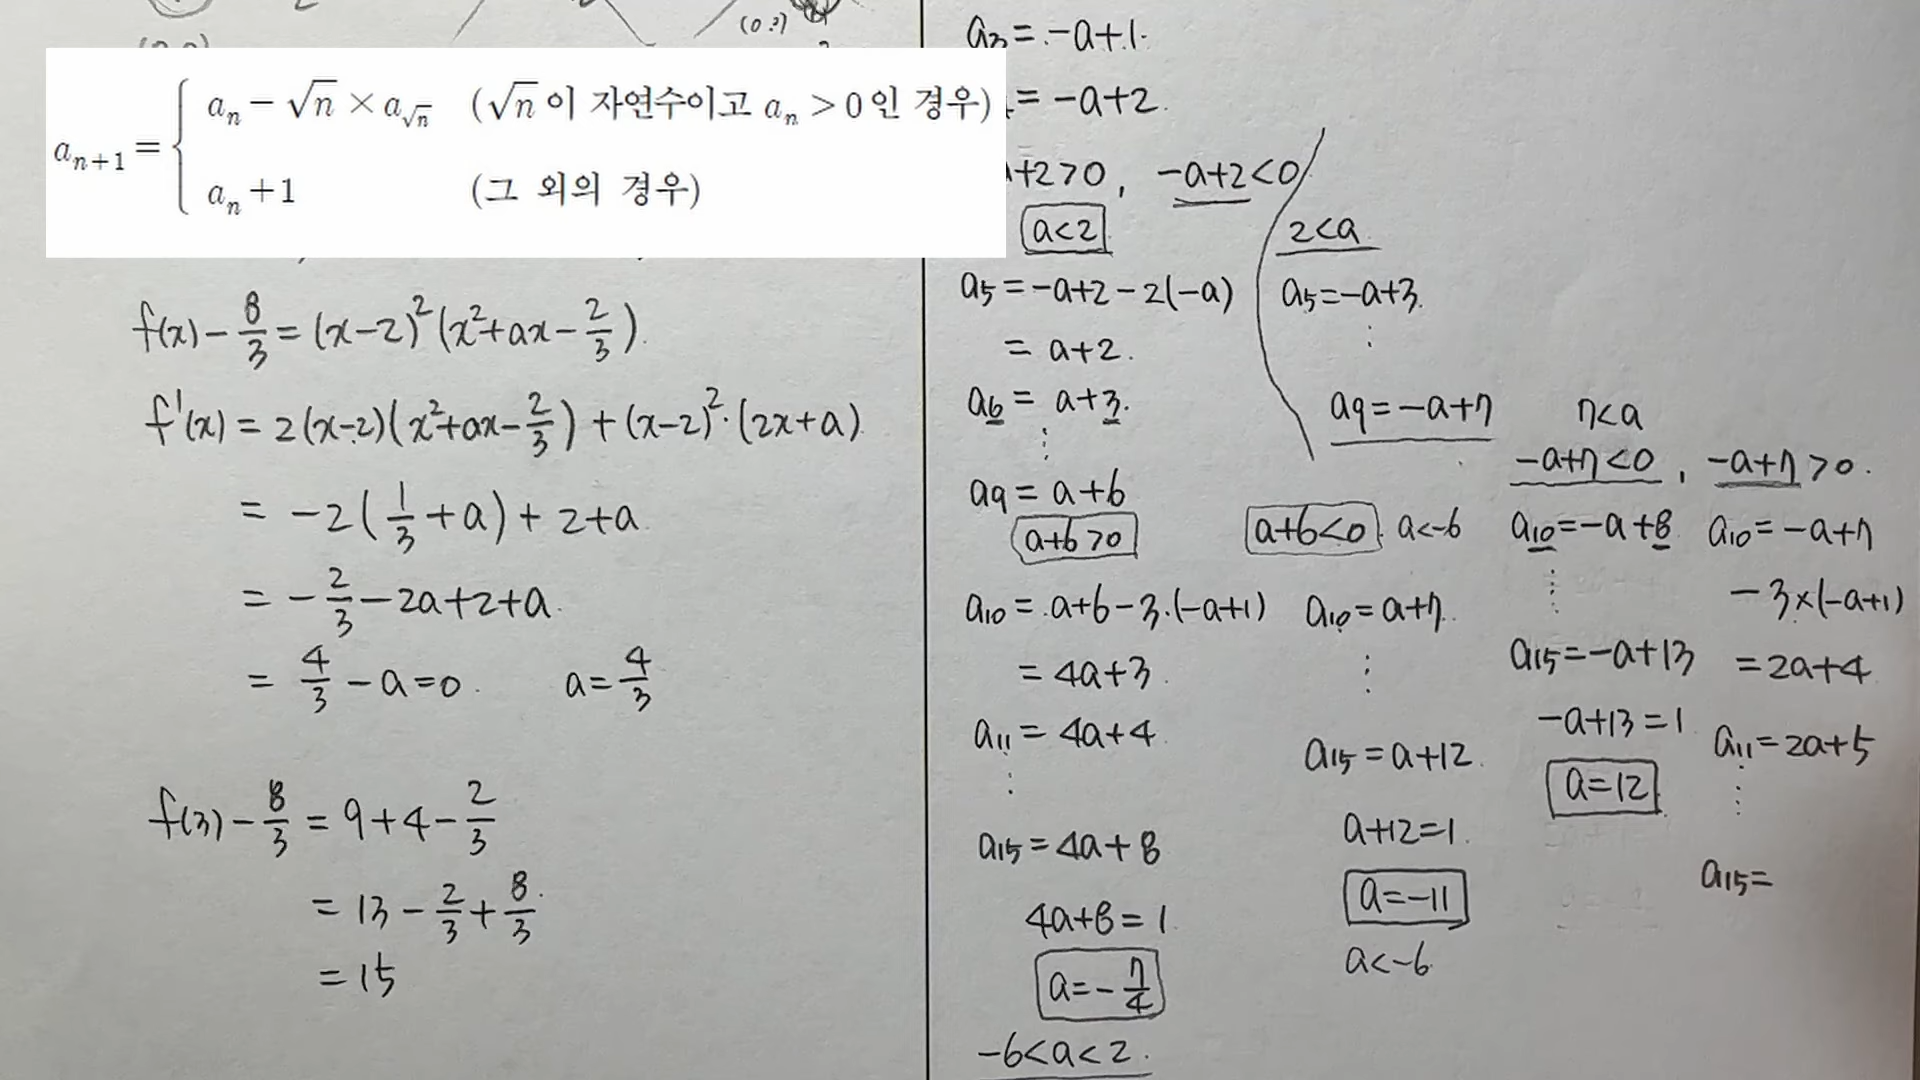 (0.?)
a_{n+1} = { a_n − √n × a_{√n} (√n 이 자연수이고 a_n > 0 인 경우)
a_n + 1 (그 외의 경우)
f(x) - 8/3 = (x-2)²(x²+ax-2/3).
f'(x) = 2(x-2)(x²+ax-2/3) + (x-2)²·(2x+a)
= -2(1/3+a)+2+a
= -2/3-2a+2+a.
= 4/3-a=0. a=4/3
f(3)-8/3 = 9+4-2/3
= 13-2/3+8/3.
= 15
a₃ = -a+1.
= -a+2.
+2>0, -a+2<0
a<2
2<a
a₅ = -a+2-2(-a)
= a+2.
a₆ = a+3.
⋮
a₉ = a+6
a+6>0
a₁₀ = a+6-3·(-a+1)
= 4a+3
a₁₁ = 4a+4
⋮
a₁₅ = 4a+8
4a+8=1
a=-7/4
-6<a<2.
a₅=-a+3.
⋮
a₉=-a+7
a+6<0. a<-6
a₁₀=a+7.
⋮
a₁₅=a+12.
a+12=1.
a=-11
a<-6
7<a
-a+7<0, -a+7>0.
a₁₀=-a+8
⋮
a₁₅=-a+13
-a+13=1
a=12
a₁₀=-a+7
-3×(-a+1)
=2a+4
a₁₁=2a+5
⋮
a₁₅=